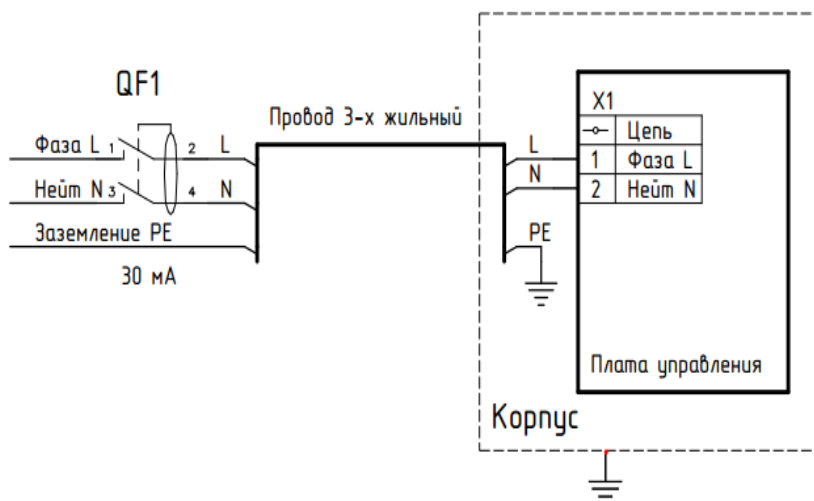 QF1
Провод 3-х жильный
Фаза L 1 2 L
Нейт N 3 4 N
Заземление PE
30 мА
L
N
PE
X1
Цепь
1 Фаза L
2 Нейт N
Плата управления
Корпус